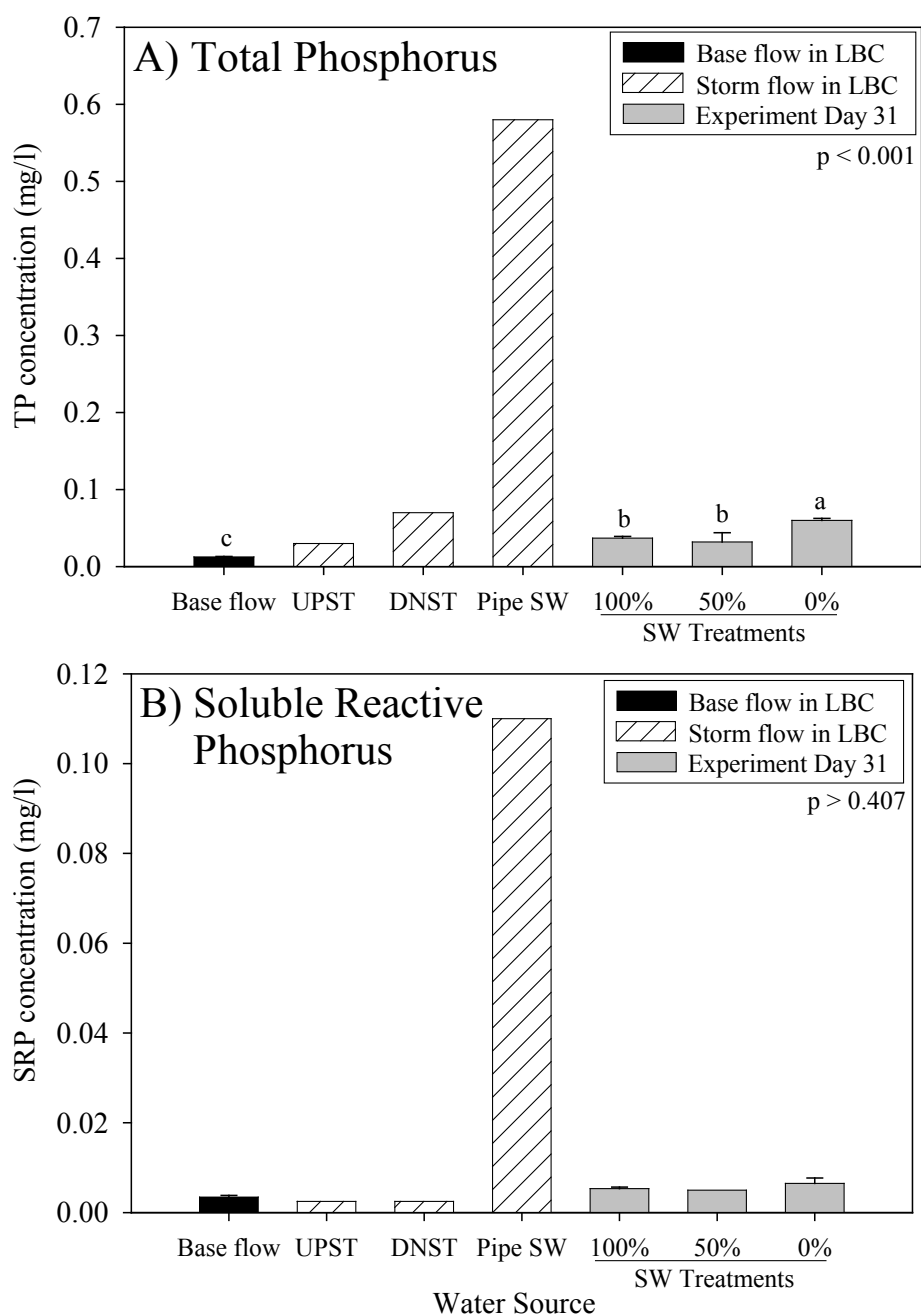 A) Total Phosphorus
Base flow in LBC
Storm flow in LBC
Experiment Day 31
p < 0.001
TP concentration (mg/l)
0.7
0.6
0.5
0.4
0.3
0.2
0.1
0.0
c
b
b
a
Base flow UPST DNST Pipe SW 100% 50% 0%
SW Treatments
B) Soluble Reactive
Phosphorus
Base flow in LBC
Storm flow in LBC
Experiment Day 31
p > 0.407
SRP concentration (mg/l)
0.12
0.10
0.08
0.06
0.04
0.02
0.00
Base flow UPST DNST Pipe SW 100% 50% 0%
SW Treatments
Water Source